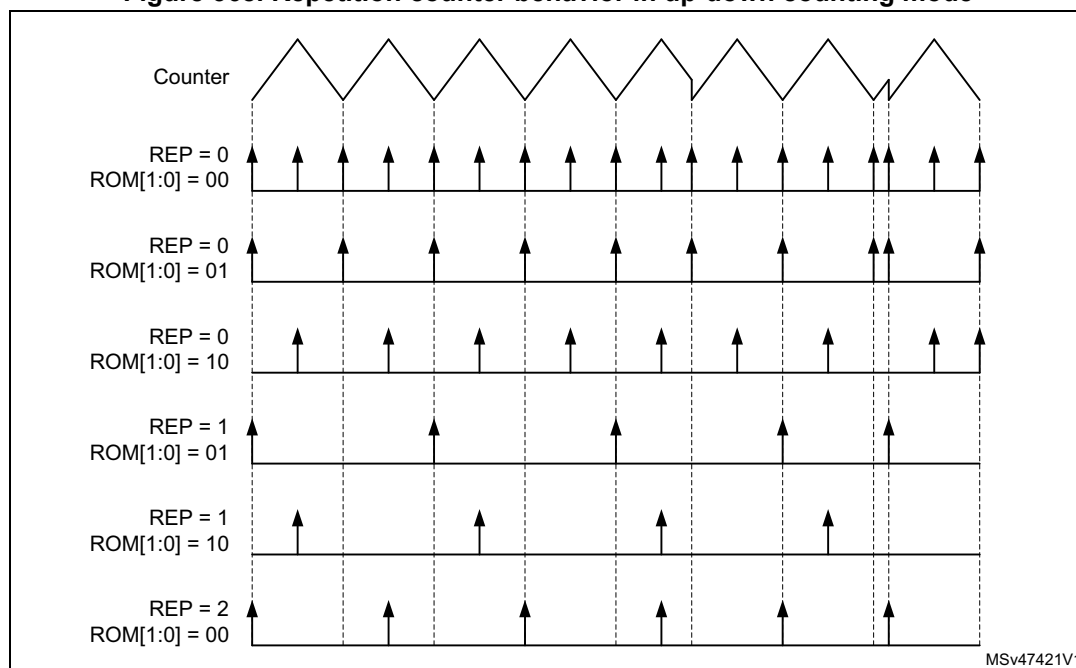 Figure 388. Repetition counter behavior in up-down counting mode
Counter
REP = 0
ROM[1:0] = 00
REP = 0
ROM[1:0] = 01
REP = 0
ROM[1:0] = 10
REP = 1
ROM[1:0] = 01
REP = 1
ROM[1:0] = 10
REP = 2
ROM[1:0] = 00
MSv47421V1